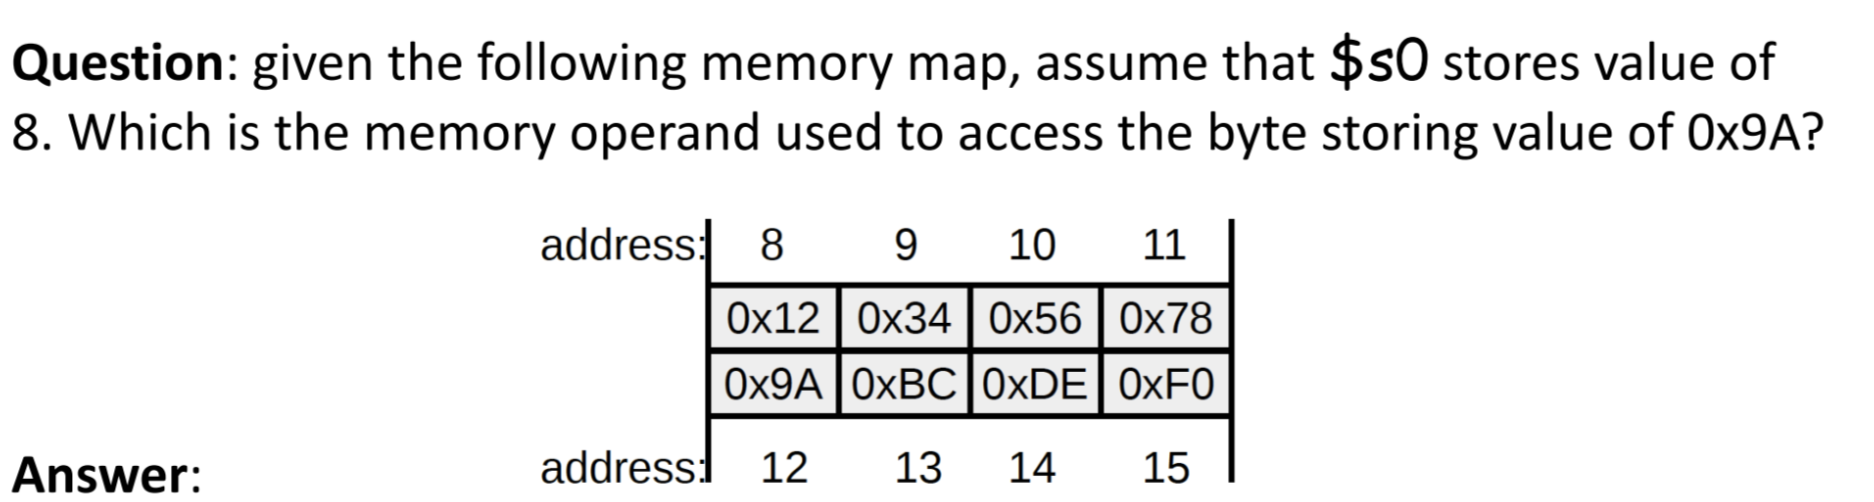 Question: given the following memory map, assume that $s0 stores value of
8. Which is the memory operand used to access the byte storing value of 0x9A?
address: 8 9 10 11
0x12 0x34 0x56 0x78
0x9A 0xBC 0xDE 0xF0
address: 12 13 14 15
Answer: